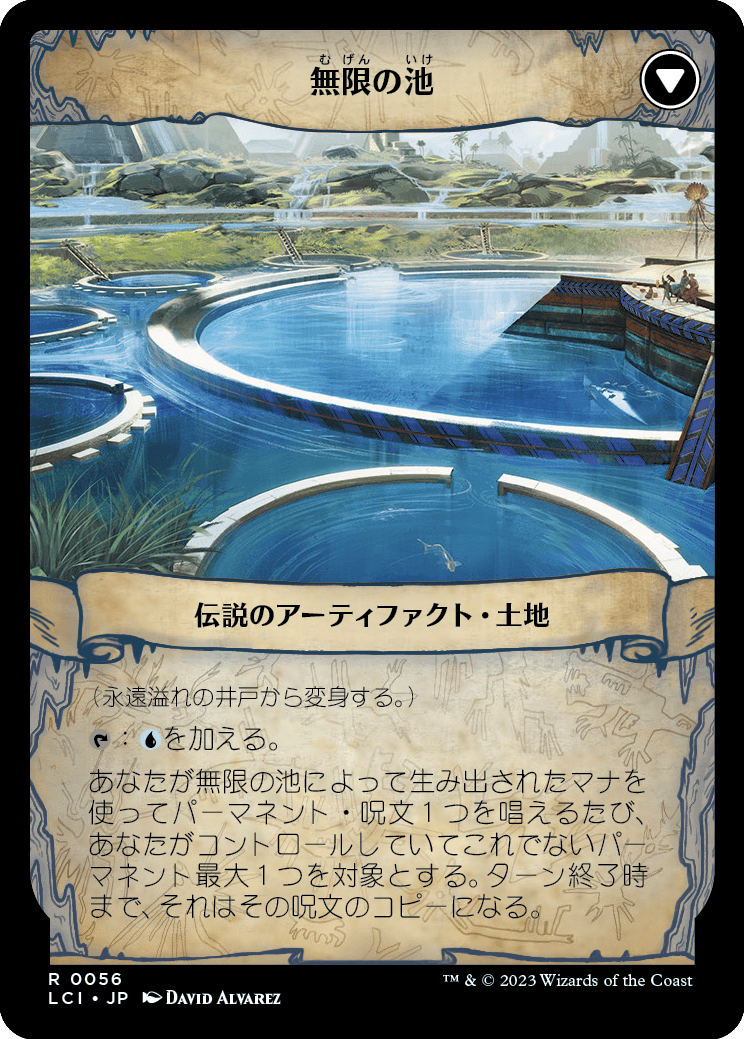 むげん いけ
無限の池
伝説のアーティファクト・土地
（永遠溢れの井戸から変身する。）
：を加える。
あなたが無限の池によって生み出されたマナを
使ってパーマネント・呪文１つを唱えるたび、
あなたがコントロールしていてこれでないパー
マネント最大１つを対象とする。ターン終了時
まで、それはその呪文のコピーになる。
R 0056
LCI • JP DAVID ALVAREZ
™ & © 2023 Wizards of the Coast